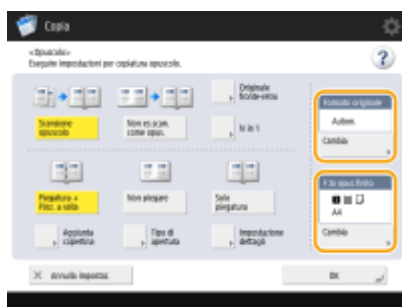 Copia
<Opuscolo>
Eseguire impostazioni per copiatura opuscolo.
Scansione
opuscolo
Non es.scan.
come opus.
Originale
fronte-retro
N in 1
Formato originale
Autom.
Cambia
Piegatura +
Pinz. a sella
Non piegare
Solo
piegatura
F.to opus.finito
A4
Cambia
Aggiunta
copertina
Tipo di
apertura
Impostazione
dettagli
Annulla impostaz.
OK